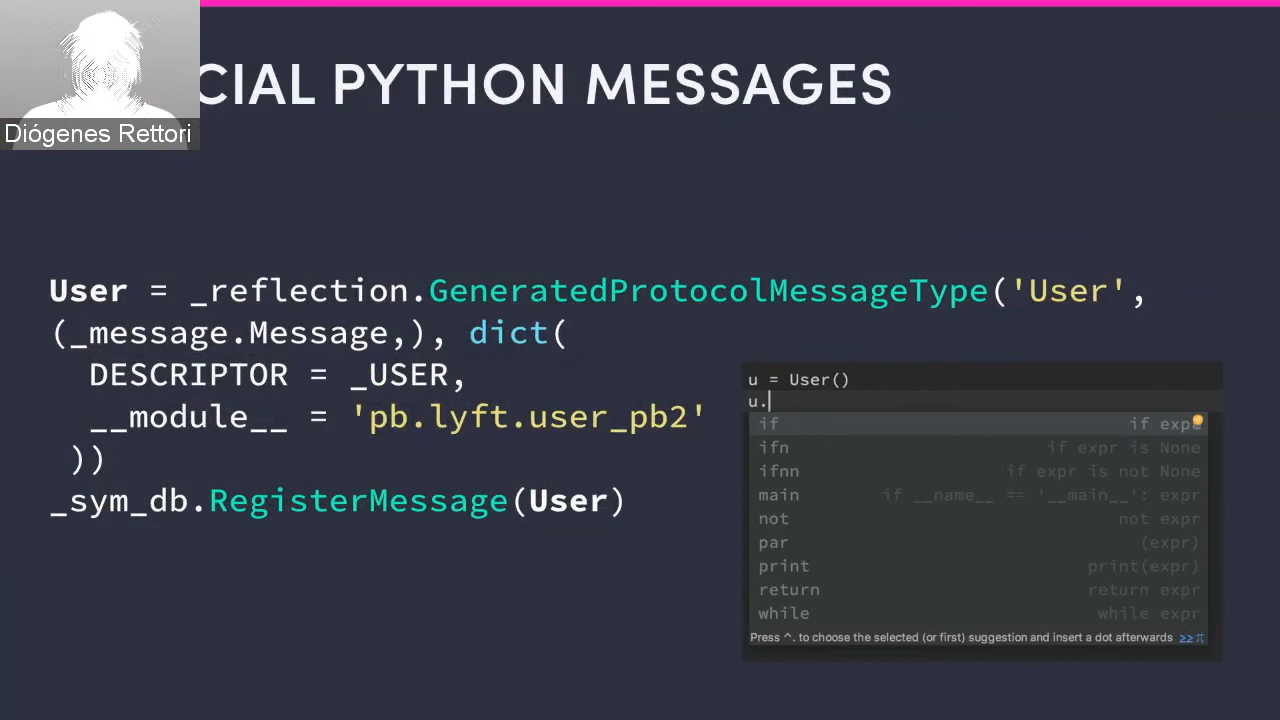 CIAL PYTHON MESSAGES
Diógenes Rettori
User = _reflection.GeneratedProtocolMessageType('User',
(_message.Message,), dict(
DESCRIPTOR = _USER,
__module__ = 'pb.lyft.user_pb2'
))
_sym_db.RegisterMessage(User)
u = User()
u.
if if expr
ifn if expr is None
ifnn if expr is not None
main if __name__ == '__main__': expr
not not expr
par (expr)
print print(expr)
return return expr
while while expr
Press ^. to choose the selected (or first) suggestion and insert a dot afterwards >> π